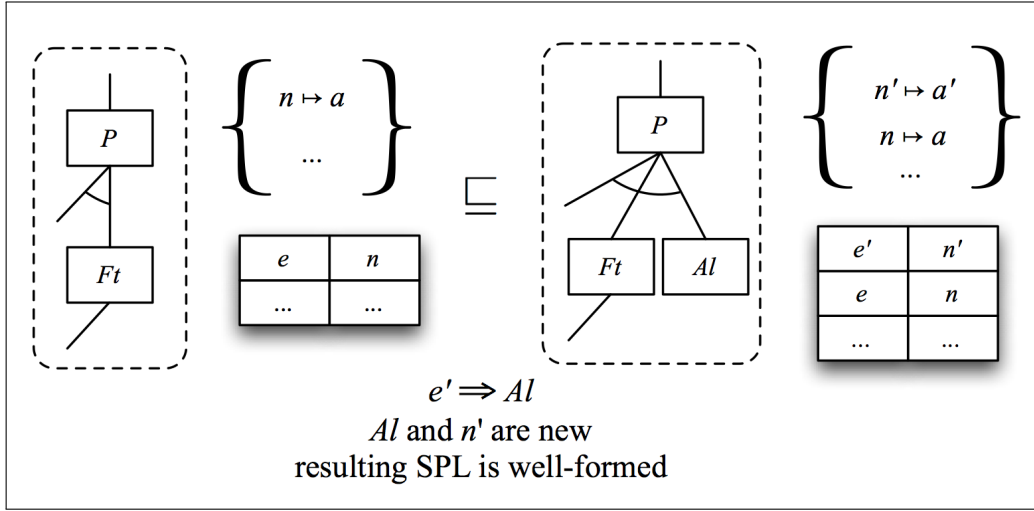 P
Ft
n ↦ a
...
e n
... ...
⊑
P
Ft Al
n' ↦ a'
n ↦ a
...
e' n'
e n
... ...
e' ⇒ Al
Al and n' are new
resulting SPL is well-formed